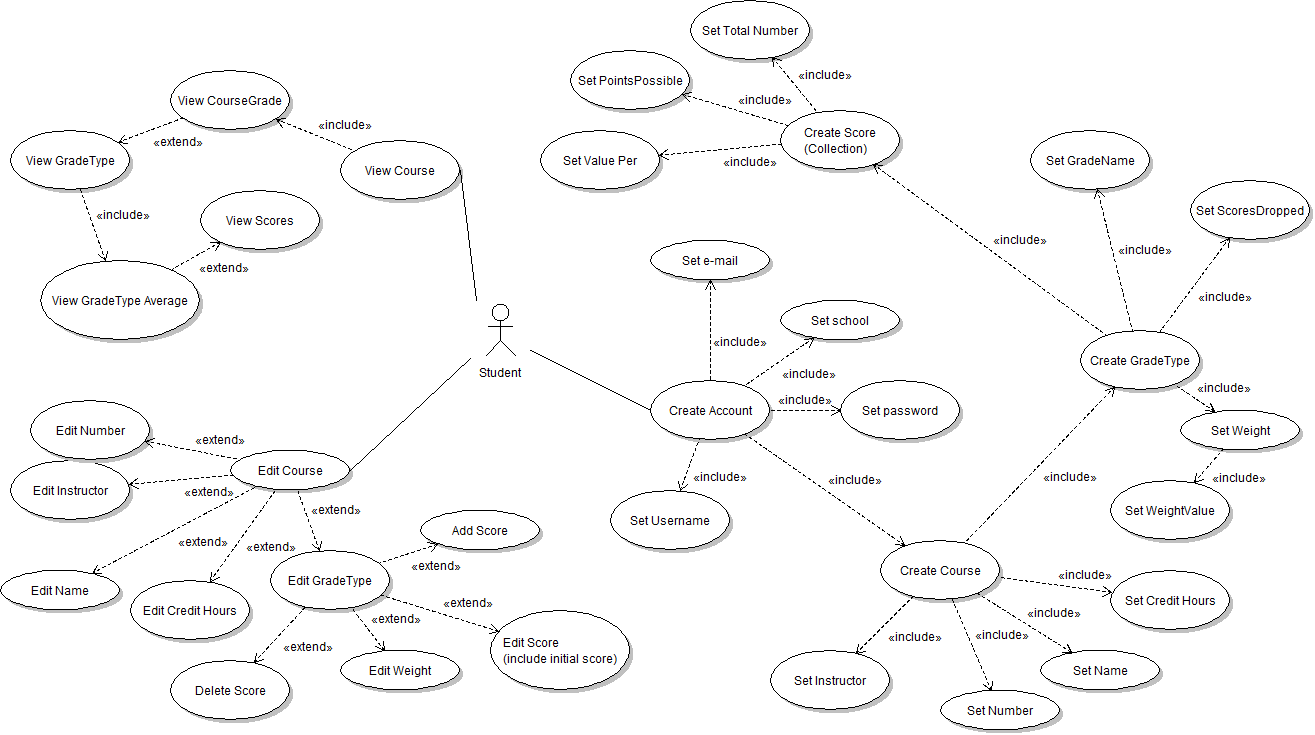 Set Total Number
«include»
Set PointsPossible
«include»
Create Score
(Collection)
Set Value Per
«include»
View CourseGrade
«include»
«extend»
View GradeType
View Course
«include»
View Scores
«extend»
View GradeType Average
Set GradeName
Set ScoresDropped
«include»
«include»
«include»
Set e-mail
Set school
«include»
«include»
Student
Create GradeType
«include»
Create Account
«include»
Set password
Set Weight
«include»
Set WeightValue
«include»
Set Username
«include»
«include»
Edit Number
«extend»
Edit Course
Edit Instructor
«extend»
«extend»
«extend»
«extend»
Add Score
«extend»
Edit Name
Edit Credit Hours
Edit GradeType
«extend»
«extend»
«extend»
Edit Score
(include initial score)
Delete Score
Edit Weight
Create Course
«include»
Set Credit Hours
«include»
«include»
«include»
Set Instructor
Set Name
Set Number